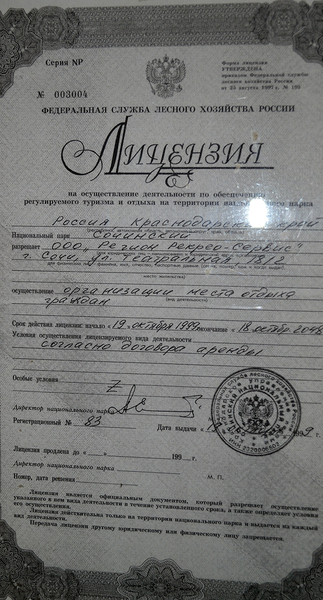 Серия NP
Форма лицензии
УТВЕРЖДЕНА
приказом Федеральной службы
лесного хозяйства России
от 25 августа 1997 г. №
№ 003004
ФЕДЕРАЛЬНАЯ СЛУЖБА ЛЕСНОГО ХОЗЯЙСТВА РОССИИ
ЛИЦЕНЗИЯ
на осуществление деятельности по обеспечению
регулируемого туризма и отдыха на территории национального парка
Россия Краснодарский край
Национальный парк Сочинский
разрешает ООО „Регион Рекрео-Сервис"
г. Сочи, ул. Театральная 18/2
осуществление организации места отдыха
граждан
Срок действия лицензии: начало «19» октября 1999 окончание «18» октября 2048
Условия осуществления лицензируемого вида деятельности
согласно договора аренды
Особые условия Z
Директор национального парка
Регистрационный № 83 Дата выдачи
Лицензия продлена до « » 199 г.
Директор национального парка
Номер, дата решения М. П.
Лицензия является официальным документом, который разрешает осуществление
указанного в нем вида деятельности в течение установленного срока, а также определяет условия
его осуществления.
Лицензия действительна только на территории национального парка и выдается на каждый
вид деятельности.
Передача лицензии другому юридическому или физическому лицу запрещается.